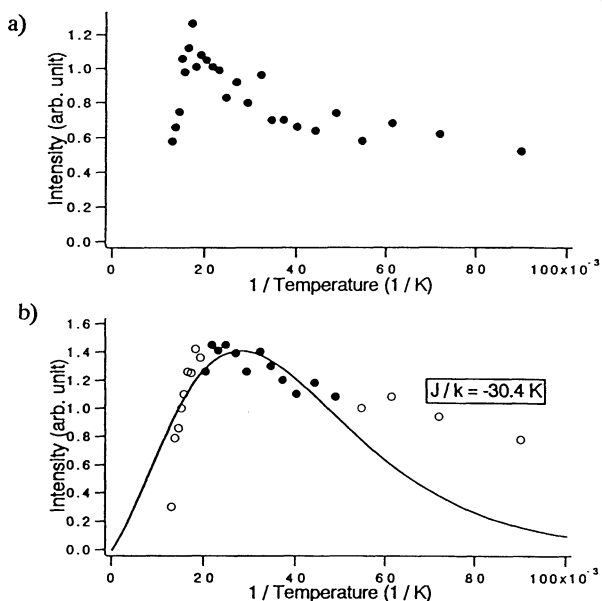 a)
Intensity (arb. unit)
1.2
1.0
0.8
0.6
0.4
0.2
0.0
0 20 40 60 80 100x10⁻³
1 / Temperature (1 / K)
b)
Intensity (arb. unit)
1.6
1.4
1.2
1.0
0.8
0.6
0.4
0.2
0.0
J / k = -30.4 K
0 20 40 60 80 100x10⁻³
1 / Temperature (1 / K)